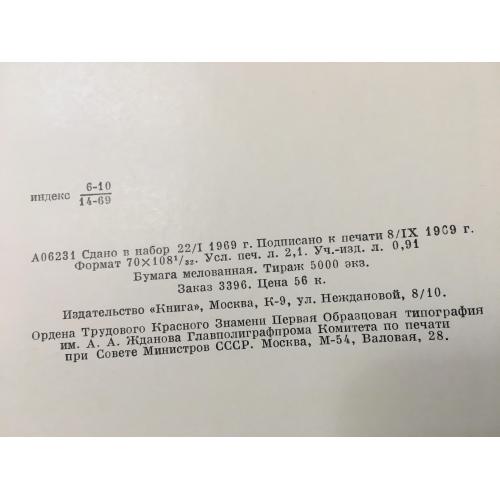 индекс 6-10/14-69
А06231 Сдано в набор 22/I 1969 г. Подписано к печати 8/IX 1969 г.
Формат 70×108¹/₃₂. Усл. печ. л. 2,1. Уч.-изд. л. 0,91
Бумага мелованная. Тираж 5000 экз.
Заказ 3396. Цена 56 к.
Издательство «Книга», Москва, К-9, ул. Неждановой, 8/10.
Ордена Трудового Красного Знамени Первая Образцовая типография
им. А. А. Жданова Главполиграфпрома Комитета по печати
при Совете Министров СССР. Москва, М-54, Валовая, 28.